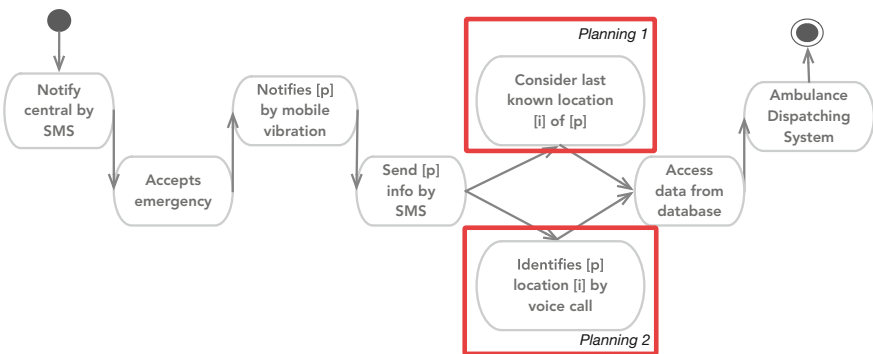 Notify
central by
SMS
Accepts
emergency
Notifies [p]
by mobile
vibration
Send [p]
info by
SMS
Planning 1
Consider last
known location
[i] of [p]
Identifies [p]
location [i] by
voice call
Planning 2
Access
data from
database
Ambulance
Dispatching
System